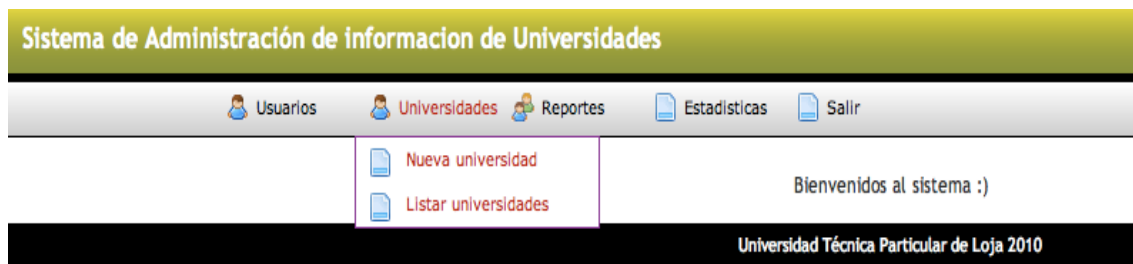 Sistema de Administración de informacion de Universidades
Usuarios Universidades Reportes Estadisticas Salir
Nueva universidad
Listar universidades
Bienvenidos al sistema :)
Universidad Técnica Particular de Loja 2010